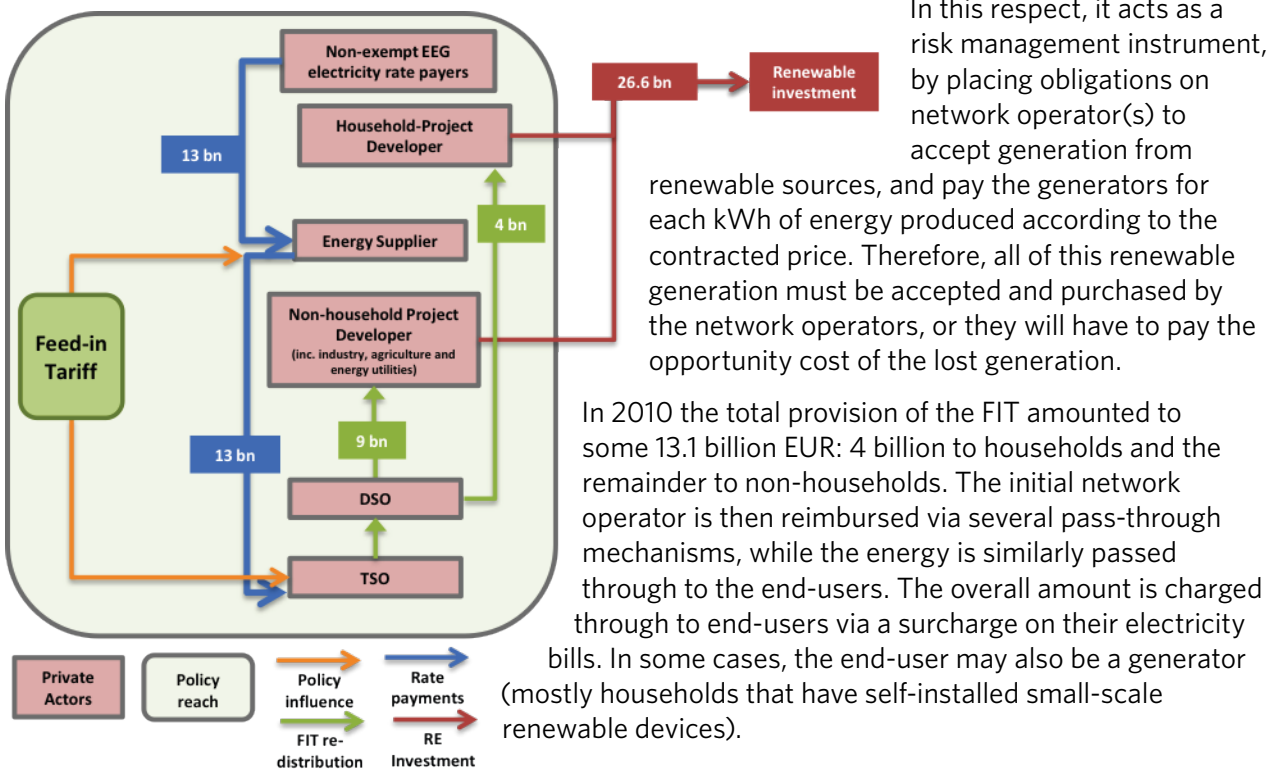 Non-exempt EEG
electricity rate payers
Household-Project
Developer
13 bn
4 bn
Energy Supplier
Feed-in
Tariff
Non-household Project
Developer
(inc. industry, agriculture and
energy utilities)
9 bn
13 bn
DSO
TSO
26.6 bn
Renewable
investment
Private
Actors
Policy
reach
Policy
influence
Rate
payments
FIT re-
distribution
RE
Investment
In this respect, it acts as a
risk management instrument,
by placing obligations on
network operator(s) to
accept generation from
renewable sources, and pay the generators for
each kWh of energy produced according to the
contracted price. Therefore, all of this renewable
generation must be accepted and purchased by
the network operators, or they will have to pay the
opportunity cost of the lost generation.
In 2010 the total provision of the FIT amounted to
some 13.1 billion EUR: 4 billion to households and the
remainder to non-households. The initial network
operator is then reimbursed via several pass-through
mechanisms, while the energy is similarly passed
through to the end-users. The overall amount is charged
through to end-users via a surcharge on their electricity
bills. In some cases, the end-user may also be a generator
(mostly households that have self-installed small-scale
renewable devices).